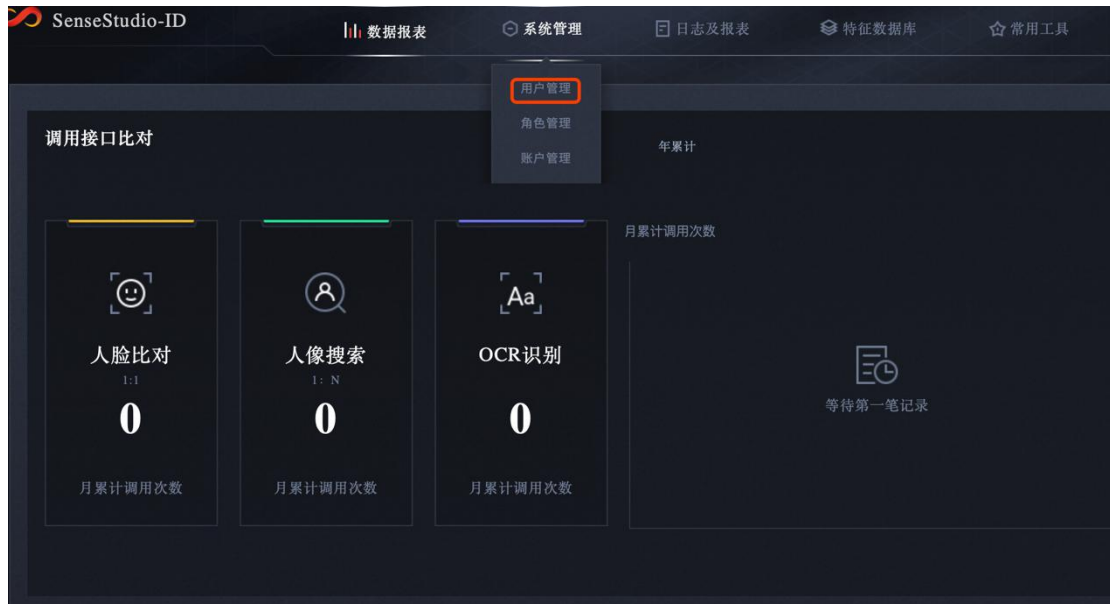 SenseStudio-ID
数据报表
系统管理
日志及报表
特征数据库
常用工具
用户管理
角色管理
账户管理
调用接口比对
年累计
月累计调用次数
人脸比对
1:1
0
月累计调用次数
人像搜索
1: N
0
月累计调用次数
Aa
OCR识别
0
月累计调用次数
等待第一笔记录